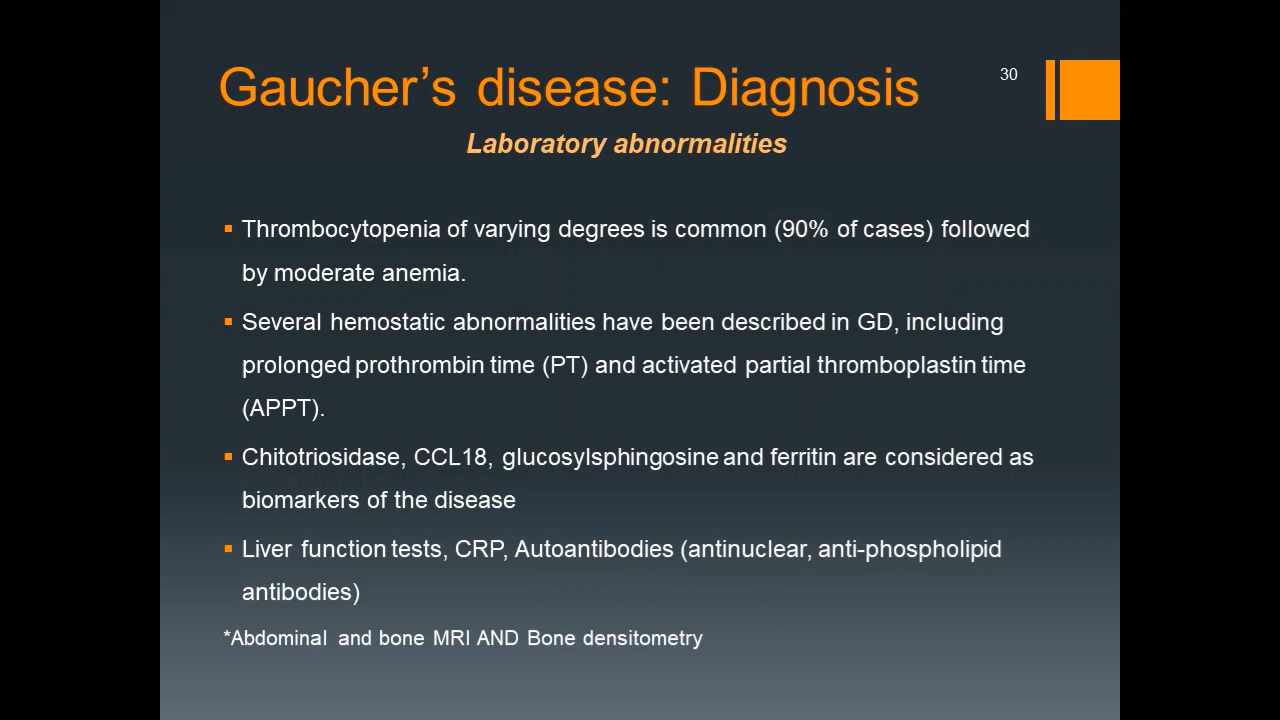 Gaucher’s disease: Diagnosis
30
Laboratory abnormalities
▪ Thrombocytopenia of varying degrees is common (90% of cases) followed
by moderate anemia.
▪ Several hemostatic abnormalities have been described in GD, including
prolonged prothrombin time (PT) and activated partial thromboplastin time
(APPT).
▪ Chitotriosidase, CCL18, glucosylsphingosine and ferritin are considered as
biomarkers of the disease
▪ Liver function tests, CRP, Autoantibodies (antinuclear, anti-phospholipid
antibodies)
*Abdominal and bone MRI AND Bone densitometry